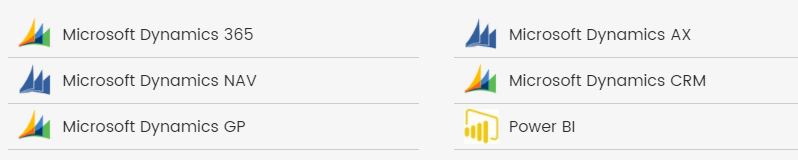 Microsoft Dynamics 365
Microsoft Dynamics AX
Microsoft Dynamics NAV
Microsoft Dynamics CRM
Microsoft Dynamics GP
Power BI